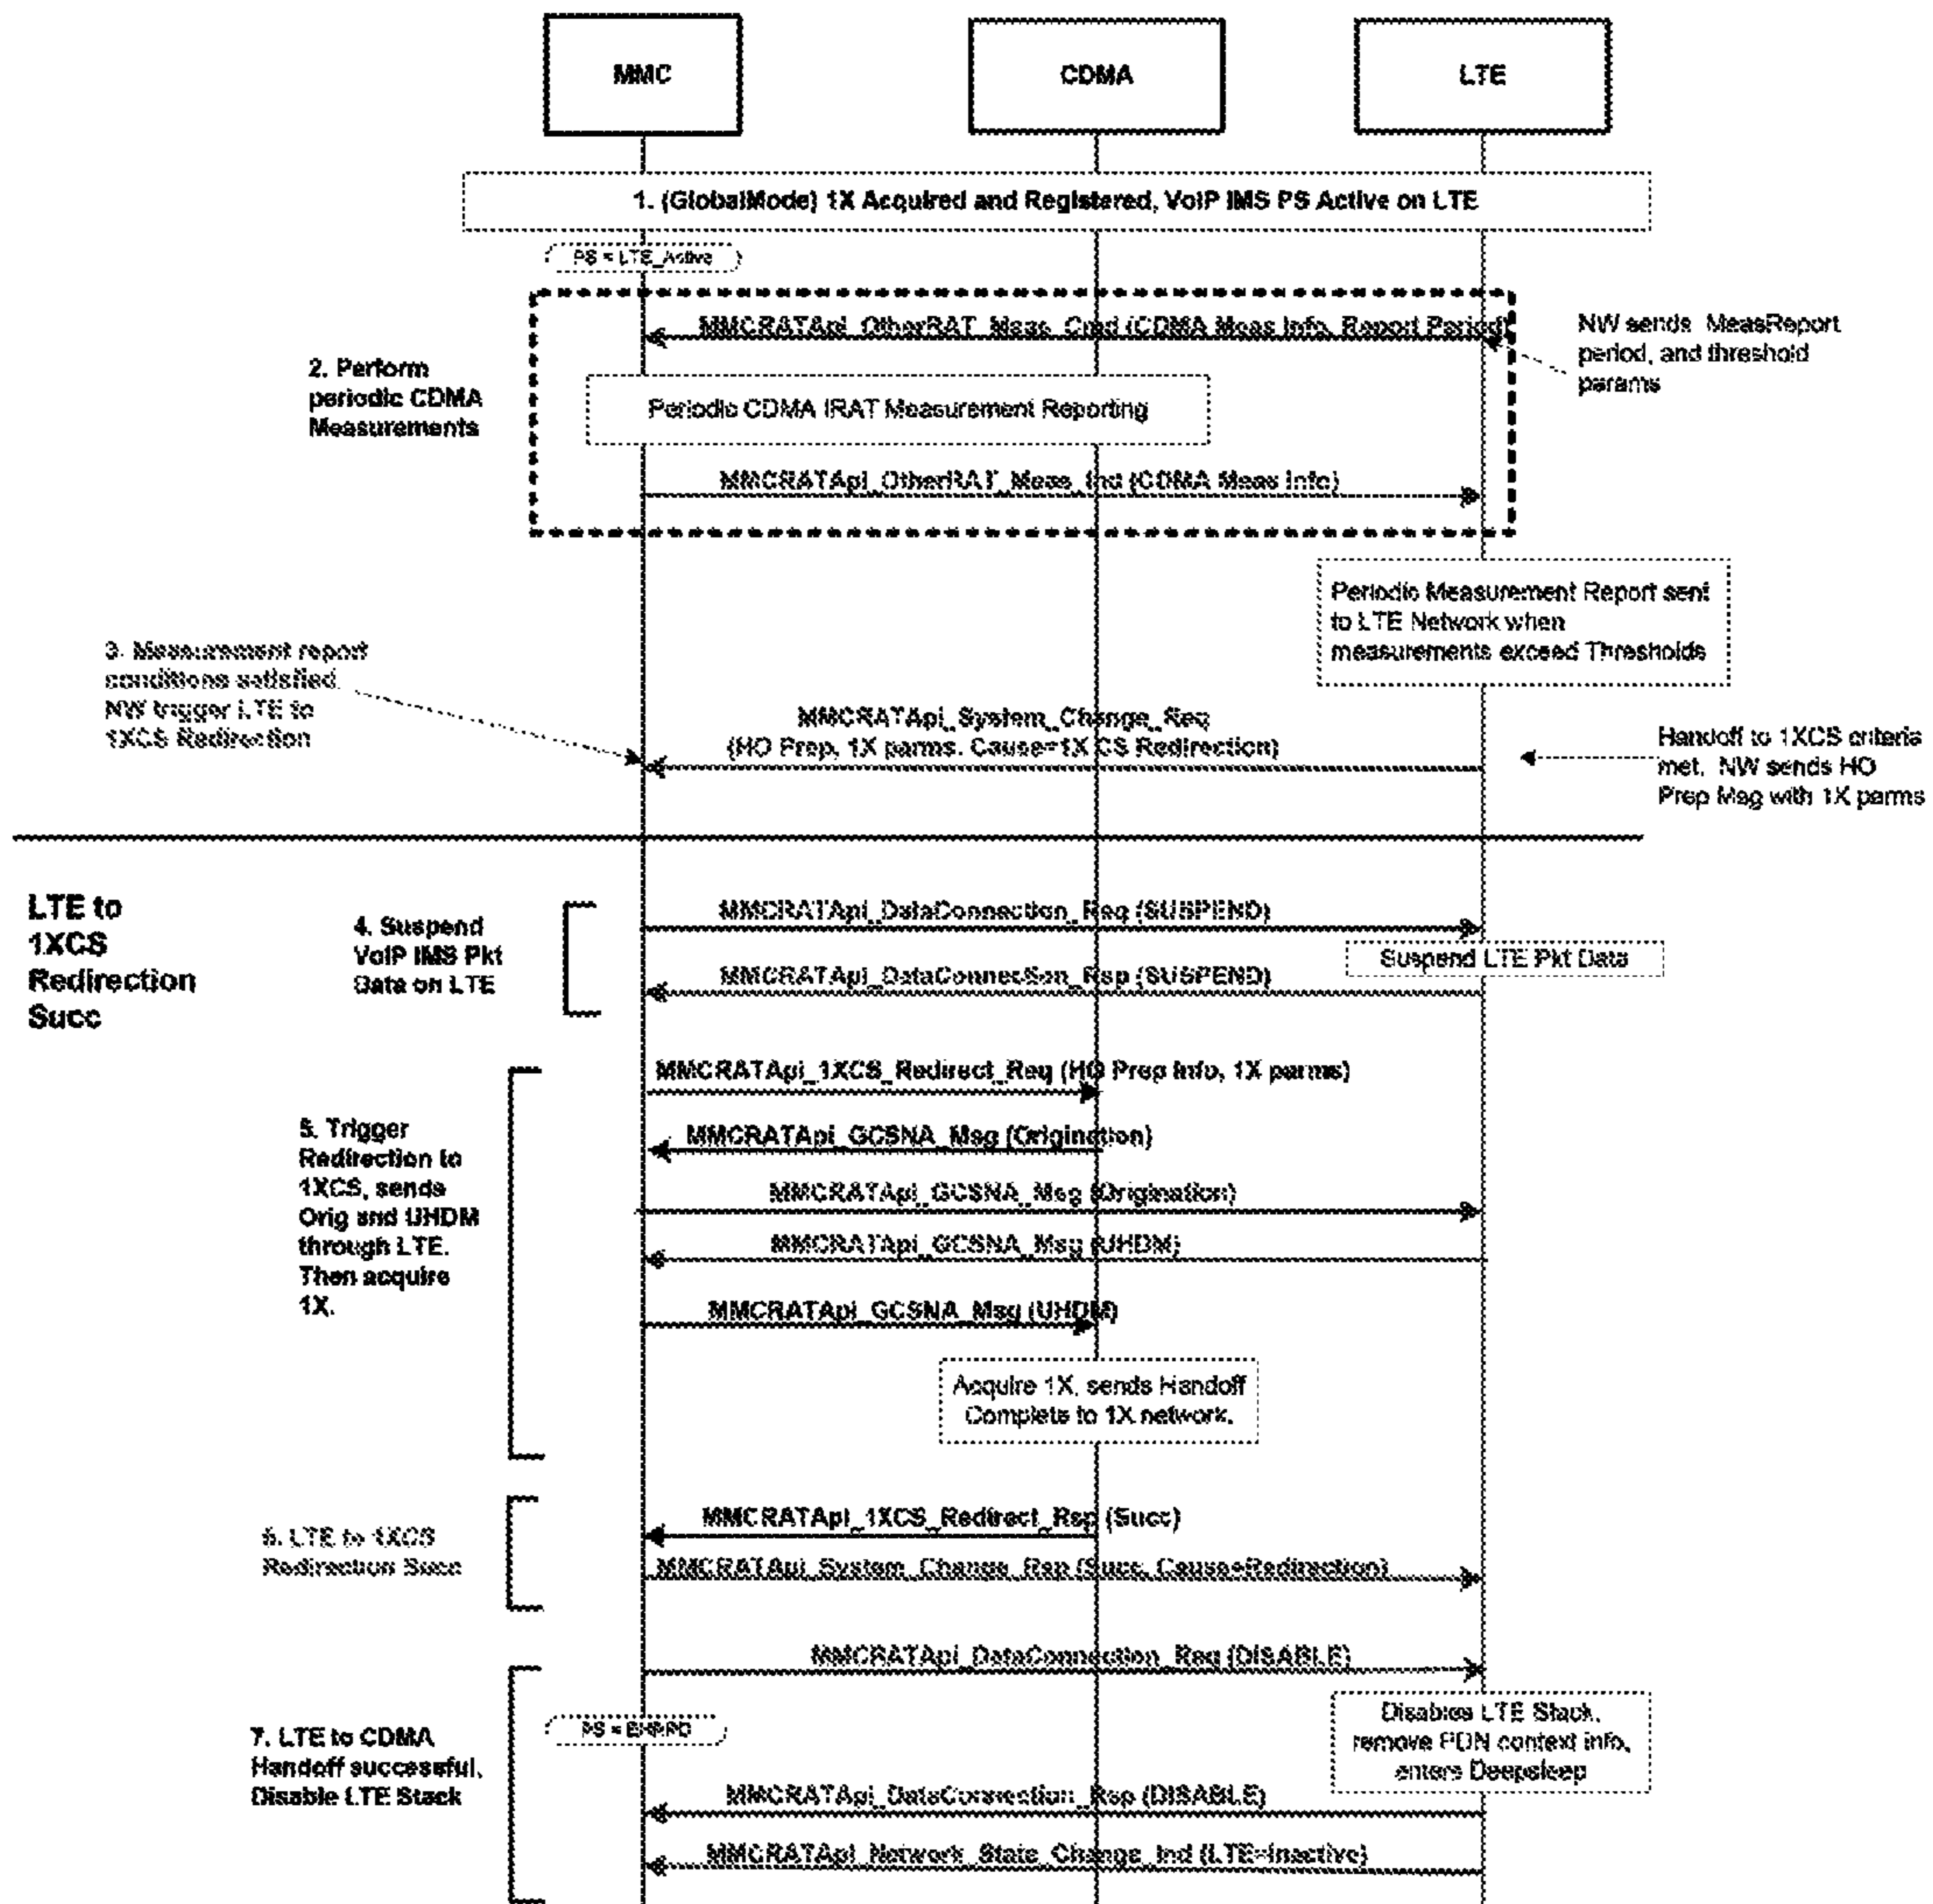 MMC
CDMA
LTE
1. (GlobalMode) 1X Acquired and Registered, VoIP IMS PS Active on LTE
PS = LTE_Active
MMCRATApi_OtherRAT_Meas_Cmd (CDMA Meas Info, Report Period)
NW sends MeasReport
period, and threshold
params
2. Perform
periodic CDMA
Measurements
Periodic CDMA IRAT Measurement Reporting
MMCRATApi_OtherRAT_Meas_Ind (CDMA Meas Info)
Periodic Measurement Report sent
to LTE Network when
measurements exceed Thresholds
3. Measurement report
conditions satisfied.
NW trigger LTE to
1XCS Redirection
MMCRATApi_System_Change_Req
(HO Prep, 1X parms. Cause=1X CS Redirection)
Handoff to 1XCS criteria
met. NW sends HO
Prep Msg with 1X parms
LTE to
1XCS
Redirection
Succ
4. Suspend
VoIP IMS Pkt
Data on LTE
MMCRATApi_DataConnection_Req (SUSPEND)
Suspend LTE Pkt Data
MMCRATApi_DataConnection_Rsp (SUSPEND)
MMCRATApi_1XCS_Redirect_Req (HO Prep Info, 1X parms)
5. Trigger
Redirection to
1XCS, sends
Orig and UHDM
through LTE.
Then acquire
1X.
MMCRATApi_GCSNA_Msg (Origination)
MMCRATApi_GCSNA_Msg (Origination)
MMCRATApi_GCSNA_Msg (UHDM)
MMCRATApi_GCSNA_Msg (UHDM)
Acquire 1X, sends Handoff
Complete to 1X network.
6. LTE to 1XCS
Redirection Succ
MMCRATApi_1XCS_Redirect_Rsp (Succ)
MMCRATApi_System_Change_Rsp (Succ, Cause=Redirection)
MMCRATApi_DataConnection_Req (DISABLE)
7. LTE to CDMA
Handoff successful.
Disable LTE Stack
PS = EHRPD
Disables LTE Stack,
remove PDN context info,
enters Deepsleep
MMCRATApi_DataConnection_Rsp (DISABLE)
MMCRATApi_Network_State_Change_Ind (LTE=Inactive)